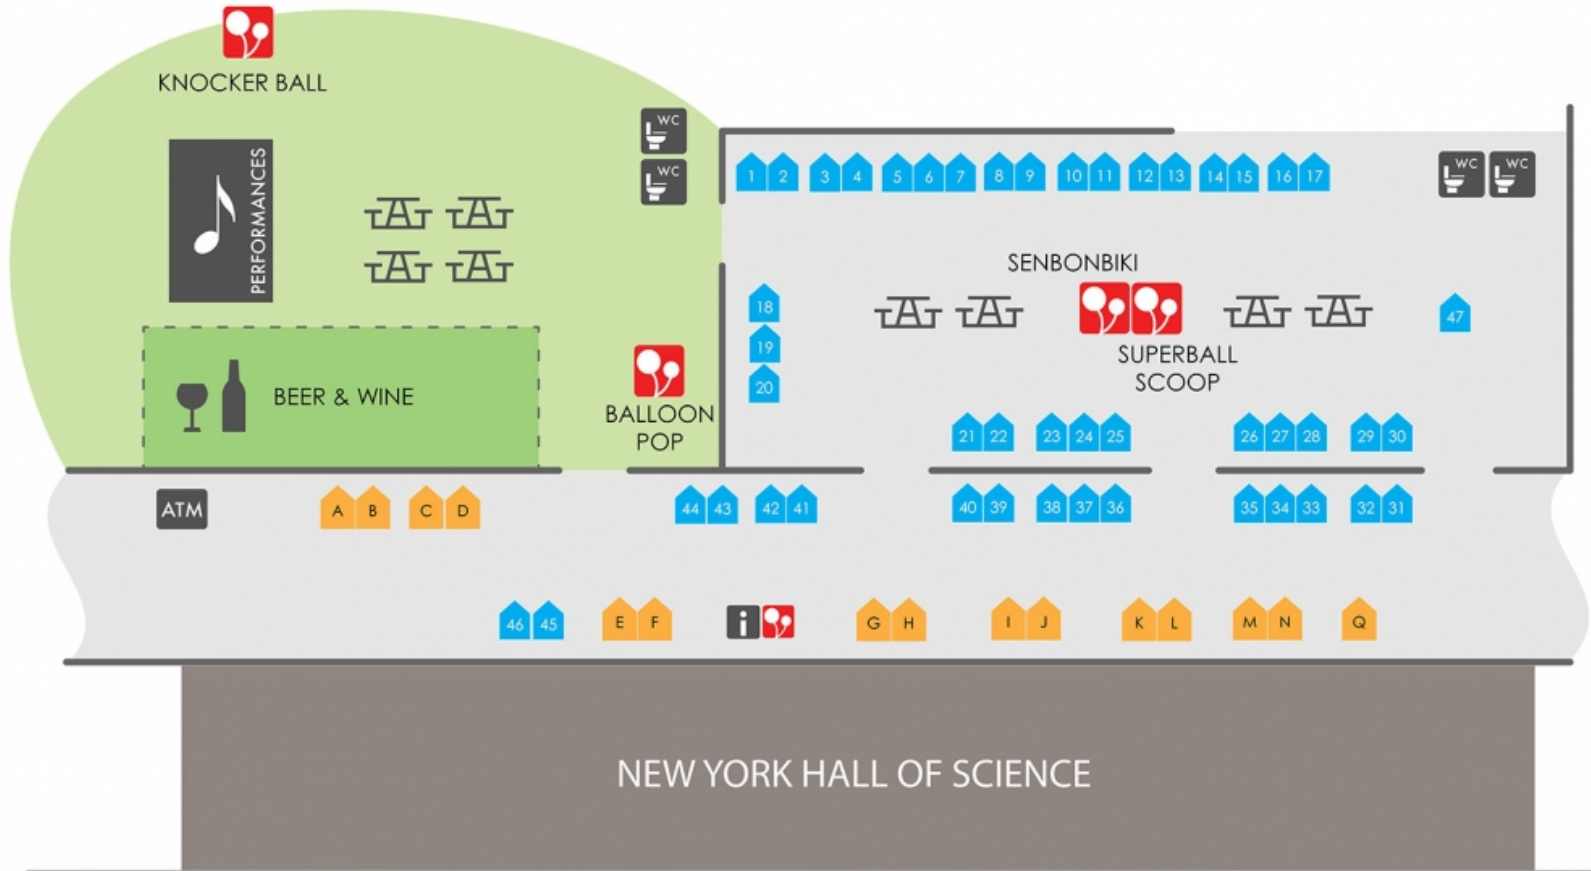 KNOCKER BALL
PERFORMANCES
WC
WC
BEER & WINE
BALLOON
POP
1 2 3 4 5 6 7 8 9 10 11 12 13 14 15 16 17
WC WC
18
19
20
SENBONBIKI
SUPERBALL
SCOOP
47
21 22 23 24 25 26 27 28 29 30
ATM A B C D 44 43 42 41 40 39 38 37 36 35 34 33 32 31
46 45 E F i G H I J K L M N Q
NEW YORK HALL OF SCIENCE